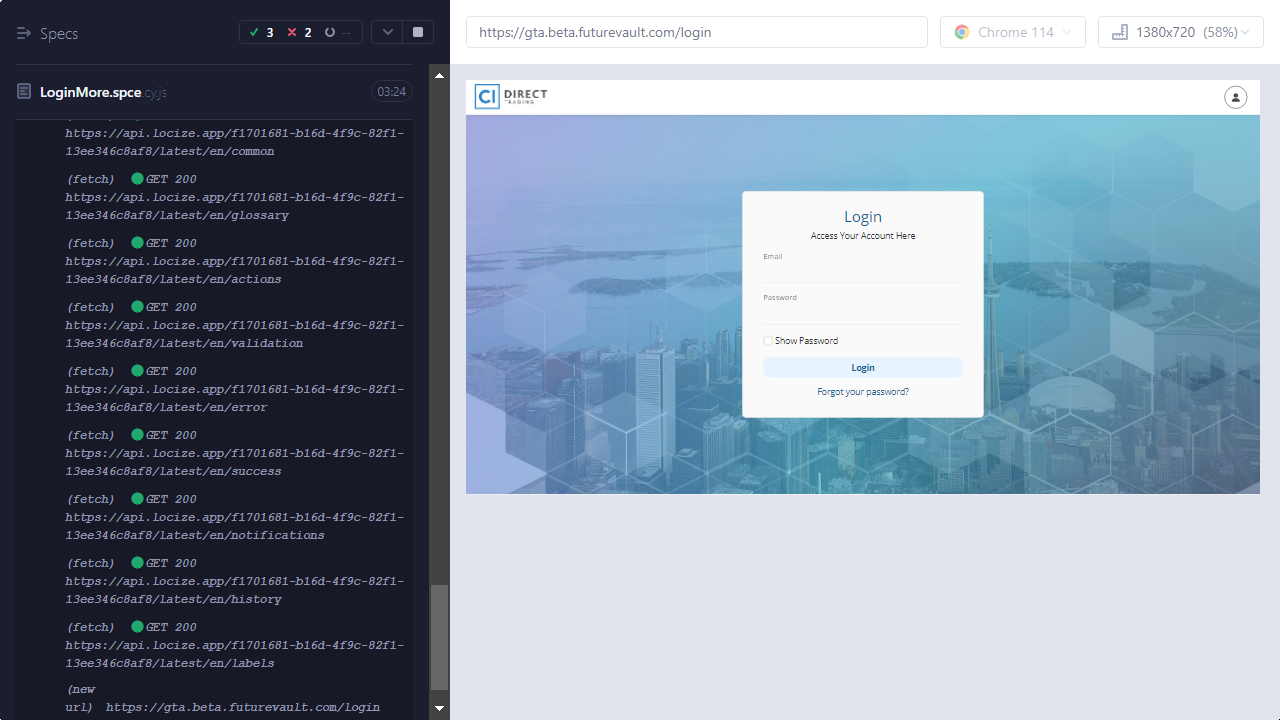 Specs
3
2
--
LoginMore.spce.cy.js
03:24
https://api.locize.app/f1701681-b16d-4f9c-82f1-
13ee346c8af8/latest/en/common
(fetch) GET 200
https://api.locize.app/f1701681-b16d-4f9c-82f1-
13ee346c8af8/latest/en/glossary
(fetch) GET 200
https://api.locize.app/f1701681-b16d-4f9c-82f1-
13ee346c8af8/latest/en/actions
(fetch) GET 200
https://api.locize.app/f1701681-b16d-4f9c-82f1-
13ee346c8af8/latest/en/validation
(fetch) GET 200
https://api.locize.app/f1701681-b16d-4f9c-82f1-
13ee346c8af8/latest/en/error
(fetch) GET 200
https://api.locize.app/f1701681-b16d-4f9c-82f1-
13ee346c8af8/latest/en/success
(fetch) GET 200
https://api.locize.app/f1701681-b16d-4f9c-82f1-
13ee346c8af8/latest/en/notifications
(fetch) GET 200
https://api.locize.app/f1701681-b16d-4f9c-82f1-
13ee346c8af8/latest/en/history
(fetch) GET 200
https://api.locize.app/f1701681-b16d-4f9c-82f1-
13ee346c8af8/latest/en/labels
(new
url) https://gta.beta.futurevault.com/login
https://gta.beta.futurevault.com/login
Chrome 114
1380x720 (58%)
CI DIRECT
TRADING
Login
Access Your Account Here
Email
Password
Show Password
Login
Forgot your password?